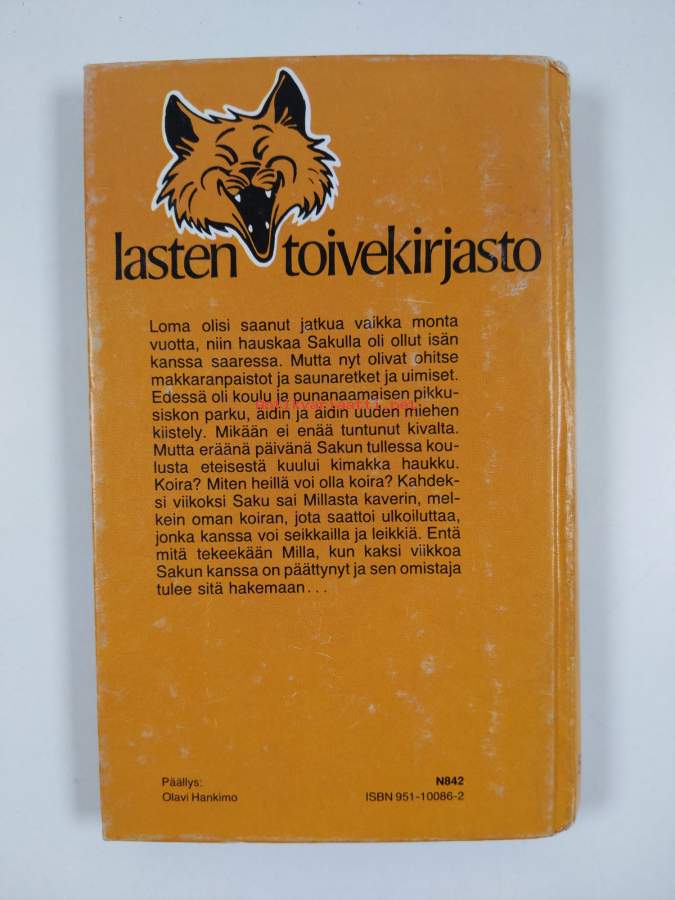 lasten toivekirjasto
Loma olisi saanut jatkua vaikka monta
vuotta, niin hauskaa Sakulla oli ollut isän
kanssa saaressa. Mutta nyt olivat ohitse
makkaranpaistot ja saunaretket ja uimiset.
Edessä oli koulu ja punanaamaisen pikku-
siskon parku, äidin ja äidin uuden miehen
kiistely. Mikään ei enää tuntunut kivalta.
Mutta eräänä päivänä Sakun tullessa kou-
lusta eteisestä kuului kimakka haukku.
Koira? Miten heillä voi olla koira? Kahdek-
si viikoksi Saku sai Millasta kaverin, mel-
kein oman koiran, jota saattoi ulkoiluttaa,
jonka kanssa voi seikkailla ja leikkiä. Entä
mitä tekeekään Milla, kun kaksi viikkoa
Sakun kanssa on päättynyt ja sen omistaja
tulee sitä hakemaan...
Päällys:
Olavi Hankimo
N842
ISBN 951-10086-2